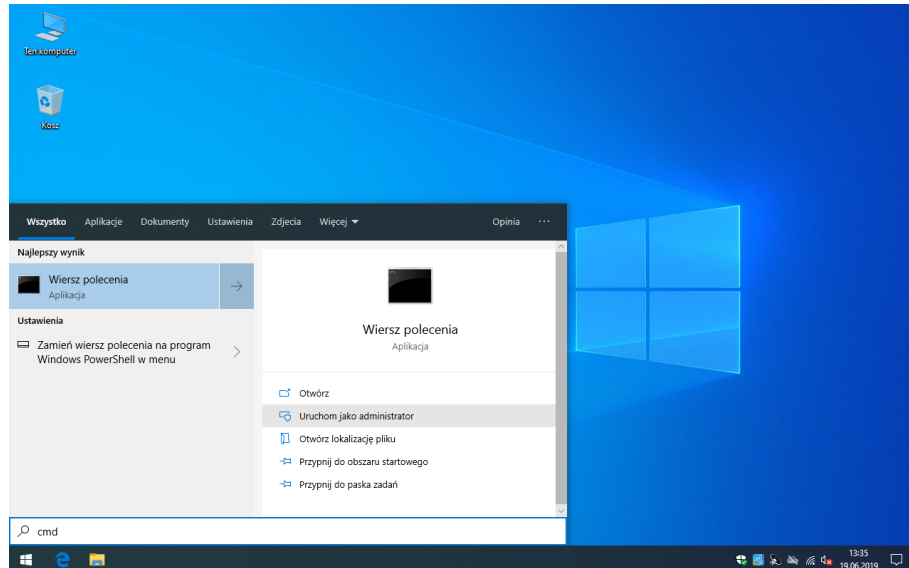 Ten komputer
Kosz
Wszystko Aplikacje Dokumenty Ustawienia Zdjęcia Więcej Opinia ...
Najlepszy wynik
Wiersz polecenia
Aplikacja
Ustawienia
Zamień wiersz polecenia na program
Windows PowerShell w menu
Wiersz polecenia
Aplikacja
Otwórz
Uruchom jako administrator
Otwórz lokalizację pliku
Przypnij do obszaru startowego
Przypnij do paska zadań
cmd
13:35
19.06.2019